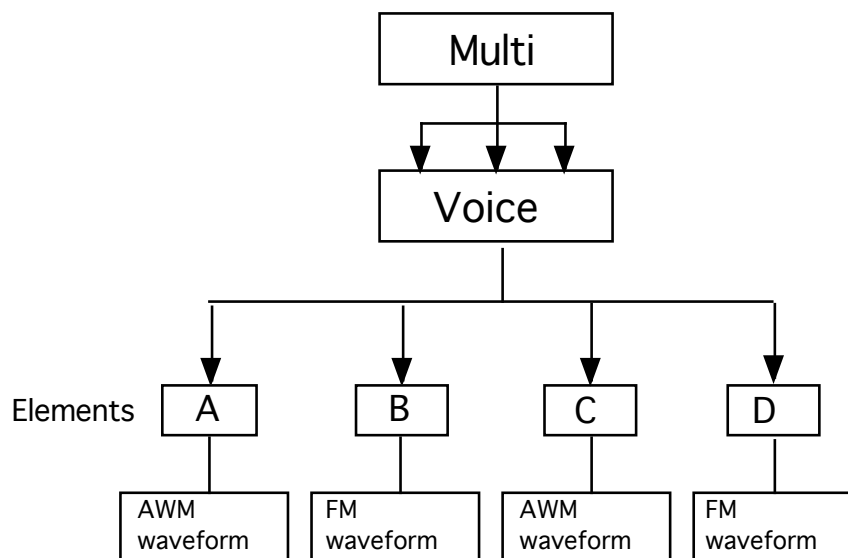 Multi
Voice
Elements A B C D
AWM
waveform
FM
waveform
AWM
waveform
FM
waveform